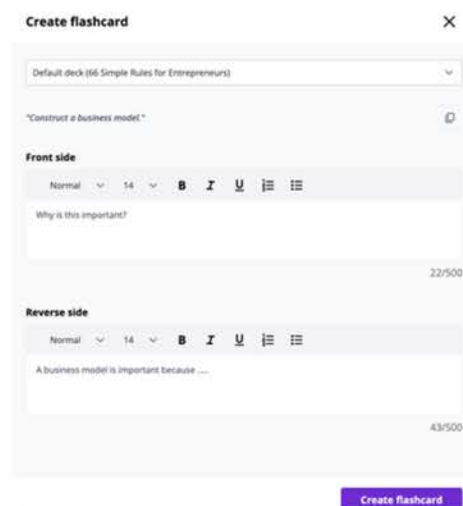 Create flashcard
Default deck (66 Simple Rules for Entrepreneurs)
"Construct a business model."
Front side
Normal 14 B I U
Why is this important?
22/500
Reverse side
Normal 14 B I U
A business model is important because ....
43/500
Create flashcard